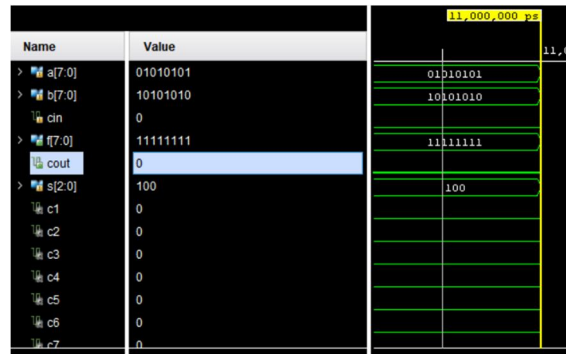 11,000,000 ps
Name Value
11,0
a[7:0] 01010101 01010101
b[7:0] 10101010 10101010
cin 0
f[7:0] 11111111 11111111
cout 0
s[2:0] 100 100
c1 0
c2 0
c3 0
c4 0
c5 0
c6 0
c7 0